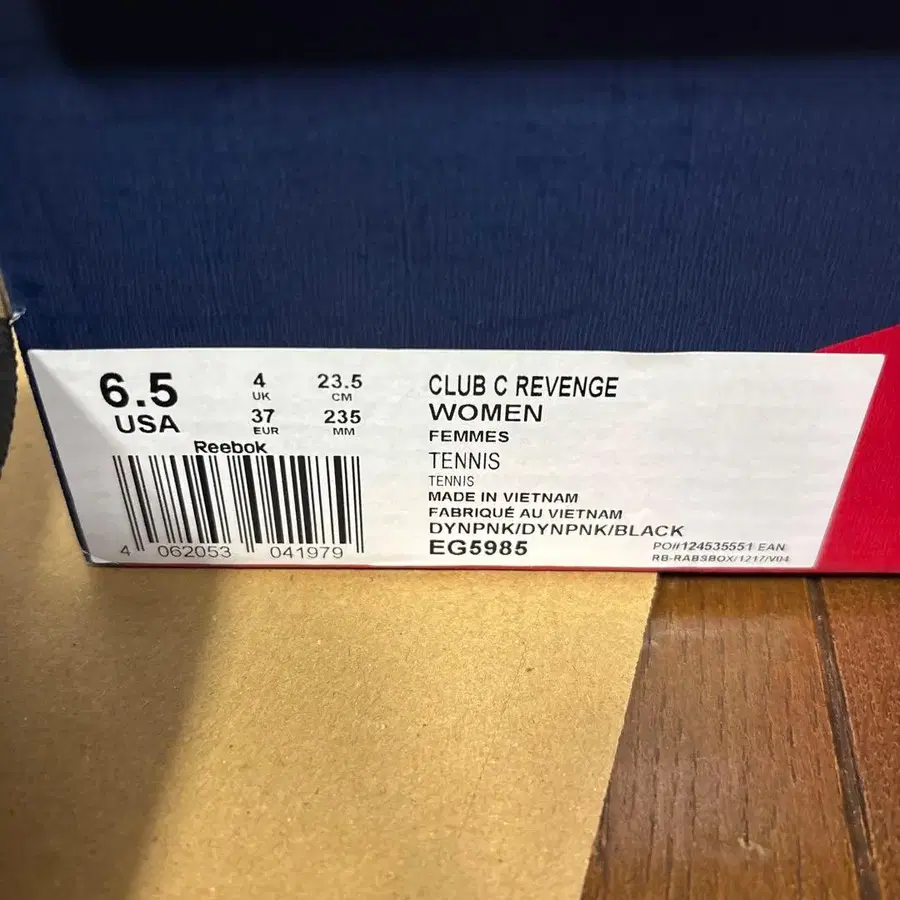 6.5
USA
4
UK
23.5
CM
37
EUR
235
MM
Reebok
4 062053 041979
CLUB C REVENGE
WOMEN
FEMMES
TENNIS
TENNIS
MADE IN VIETNAM
FABRIQUÉ AU VIETNAM
DYNPNK/DYNPNK/BLACK
EG5985
PO#124535551 EAN
RB-RABSBOX/1217/V04